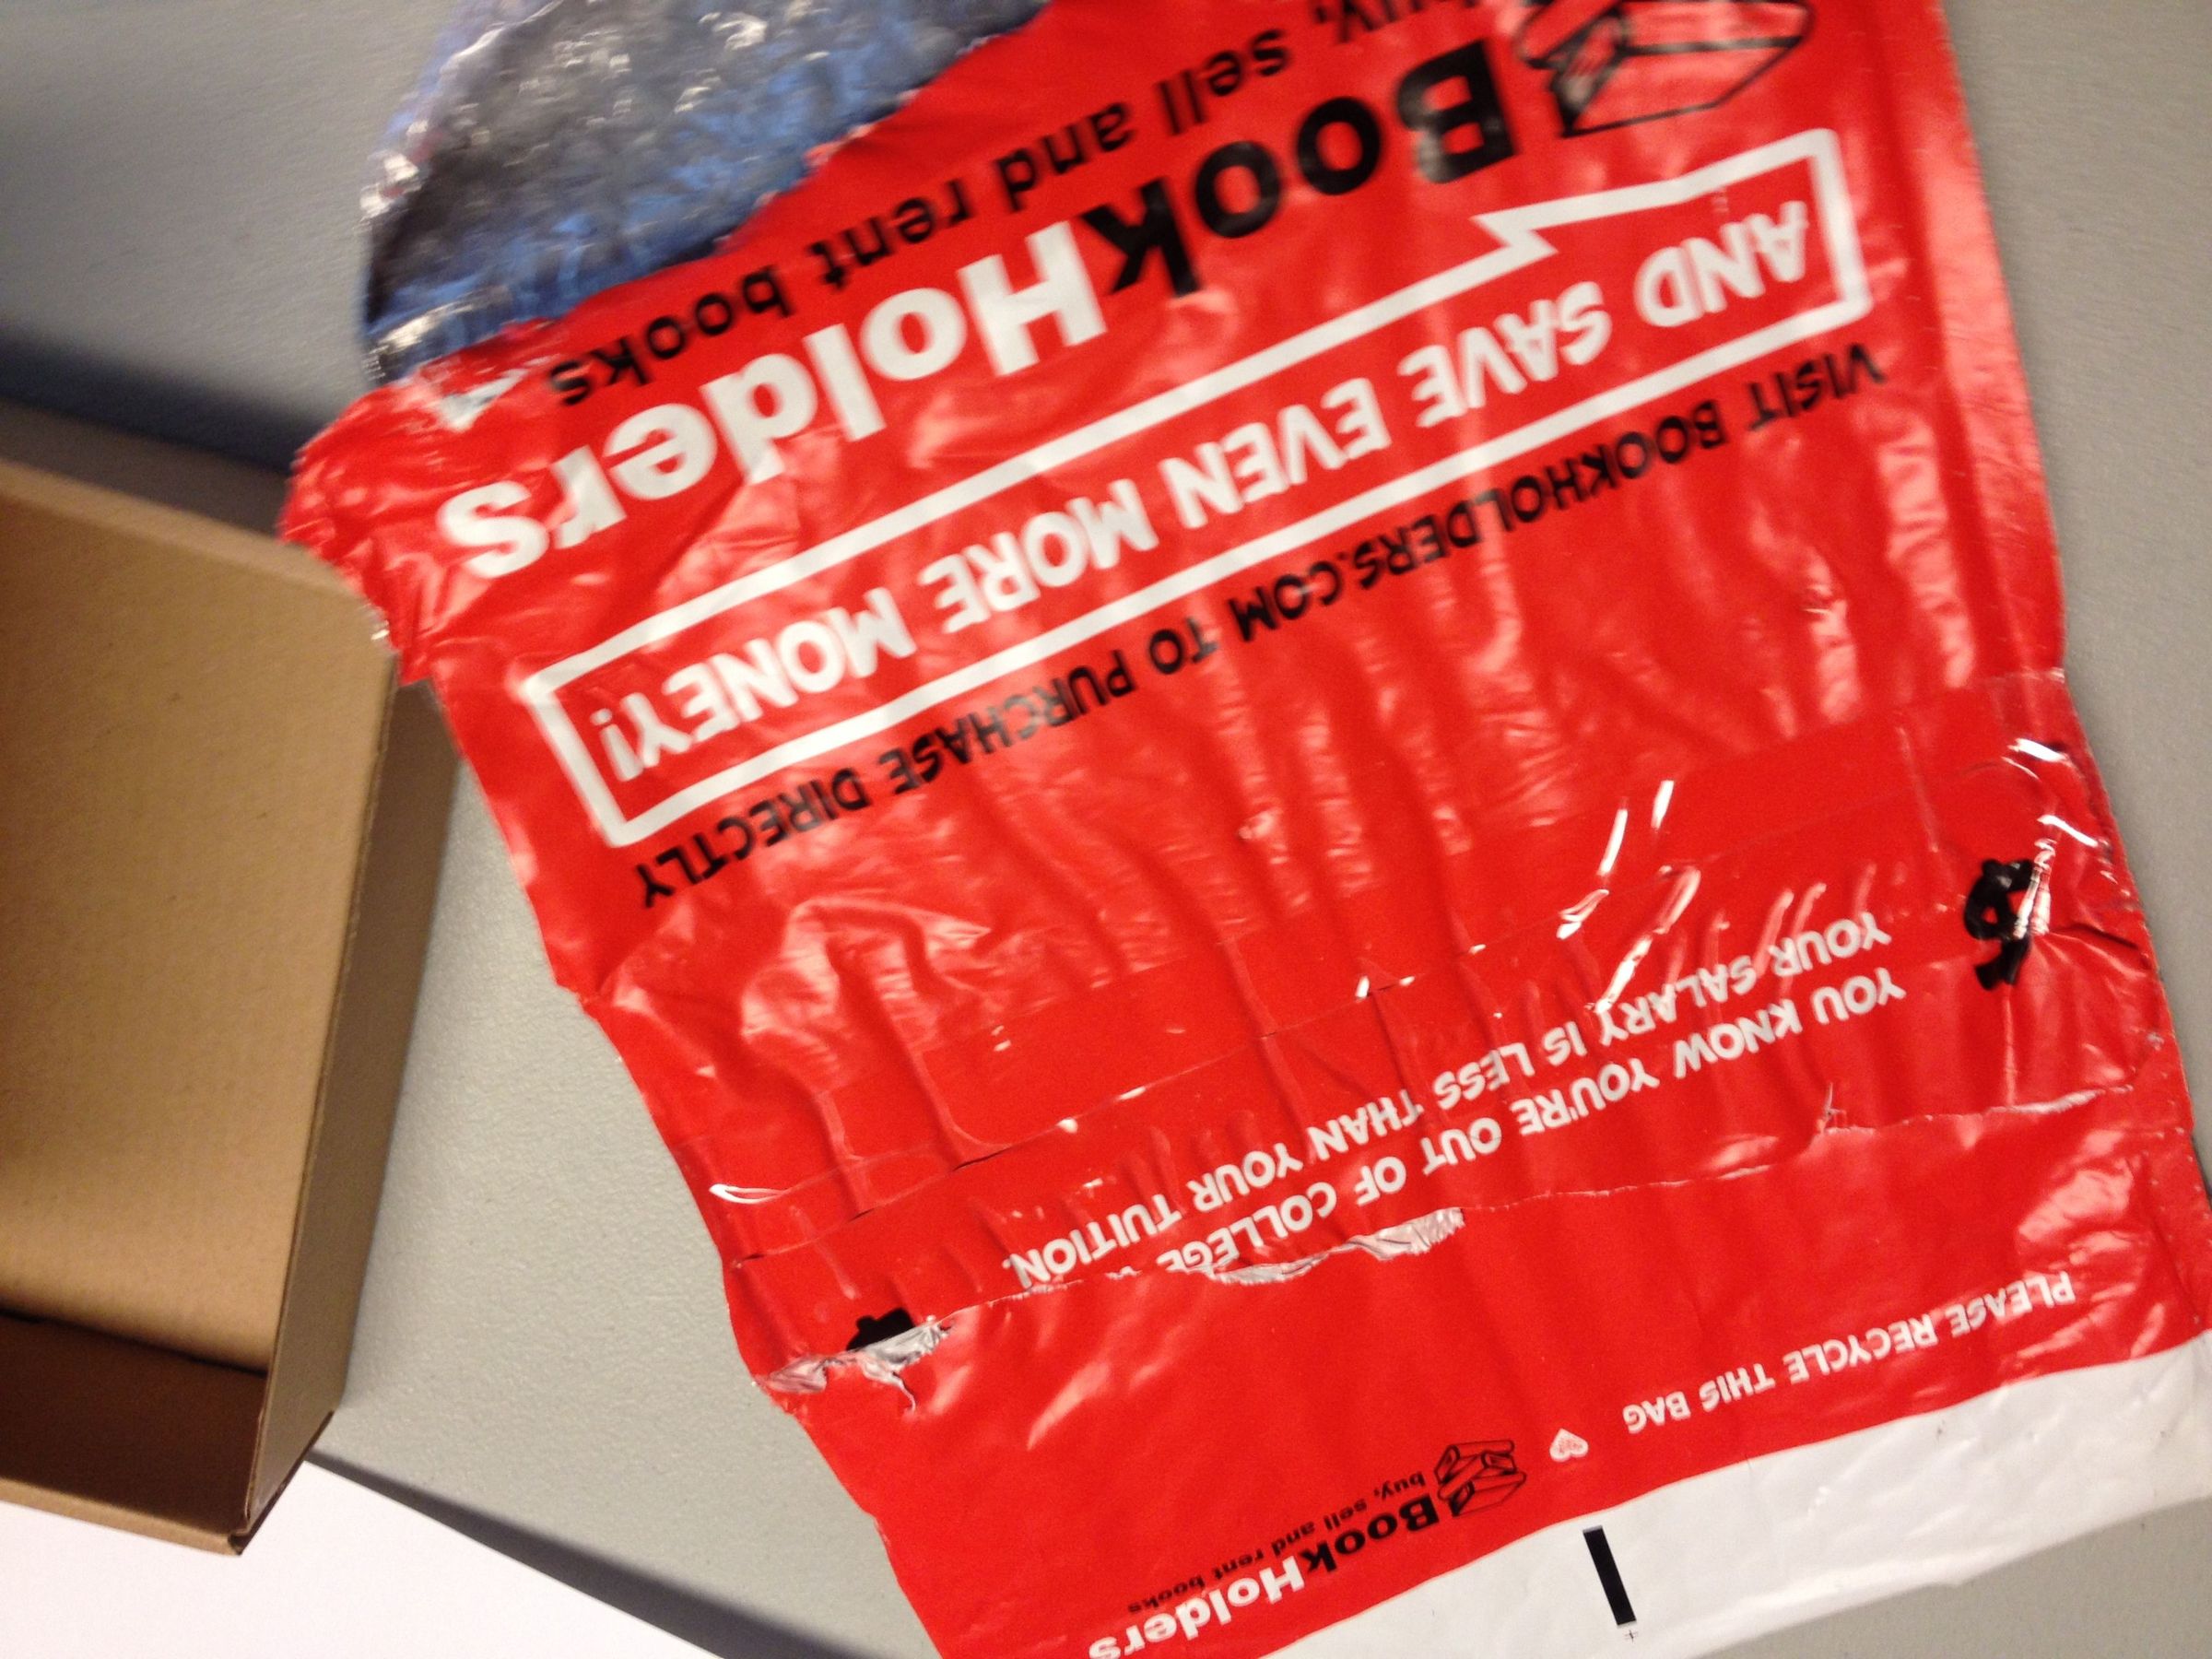 BookHolders
buy, sell and rent books
PLEASE RECYCLE THIS BAG
YOU KNOW YOU'RE OUT OF COLLEGE
YOUR SALARY IS LESS THAN YOUR TUITION.
VISIT BOOKHOLDERS.COM TO PURCHASE DIRECTLY
AND SAVE EVEN MORE MONEY!
BookHolders
buy, sell and rent books